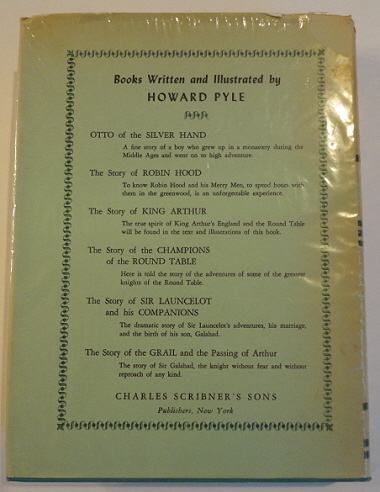 Books Written and Illustrated by
HOWARD PYLE
OTTO of the SILVER HAND
A fine story of a boy who grew up in a monastery during the
Middle Ages and went on to high adventure.
The Story of ROBIN HOOD
To know Robin Hood and his Merry Men, to spend hours with
them in the greenwood, is an unforgettable experience.
The Story of KING ARTHUR
The true spirit of King Arthur's England and the Round Table
will be found in the text and illustrations of this book.
The Story of the CHAMPIONS
of the ROUND TABLE
Here is told the story of the adventures of some of the greatest
knights of the Round Table.
The Story of SIR LAUNCELOT
and his COMPANIONS
The dramatic story of Sir Launcelot's adventures, his marriage,
and the birth of his son, Galahad.
The Story of the GRAIL and the Passing of Arthur
The story of Sir Galahad, the knight without fear and without
reproach of any kind.
CHARLES SCRIBNER'S SONS
Publishers, New York